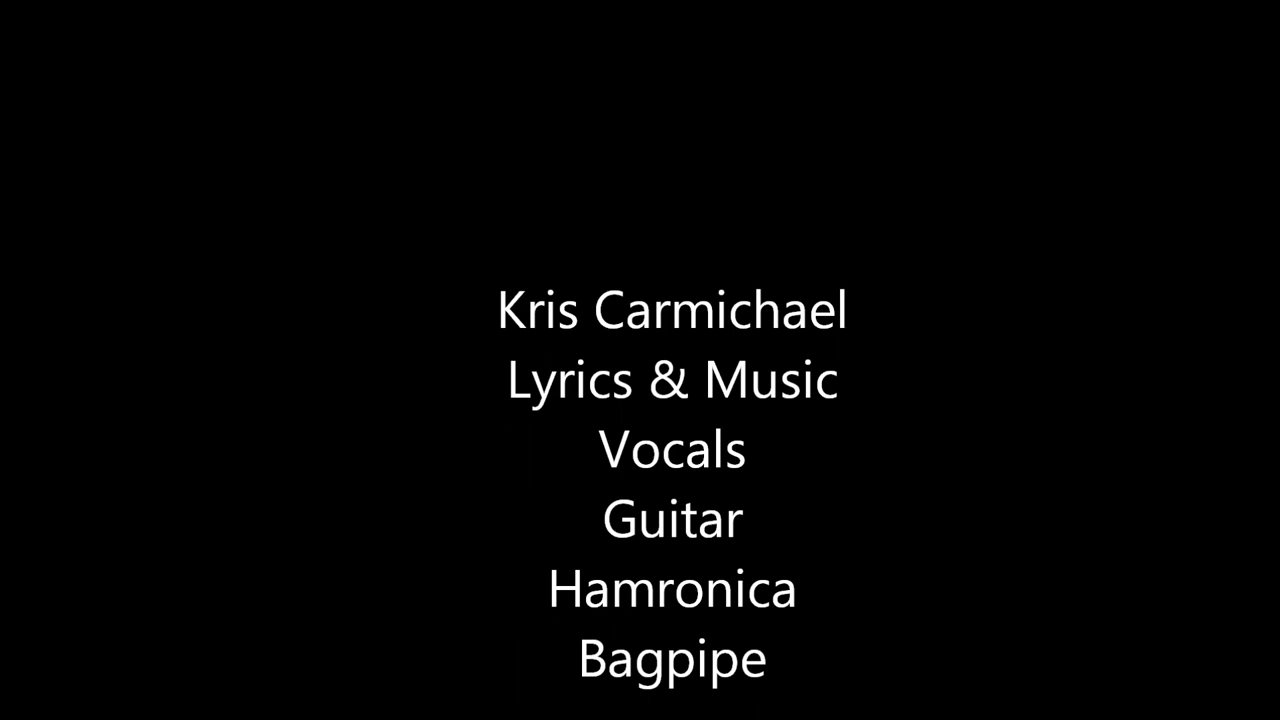 Kris Carmichael
Lyrics & Music
Vocals
Guitar
Hamronica
Bagpipe